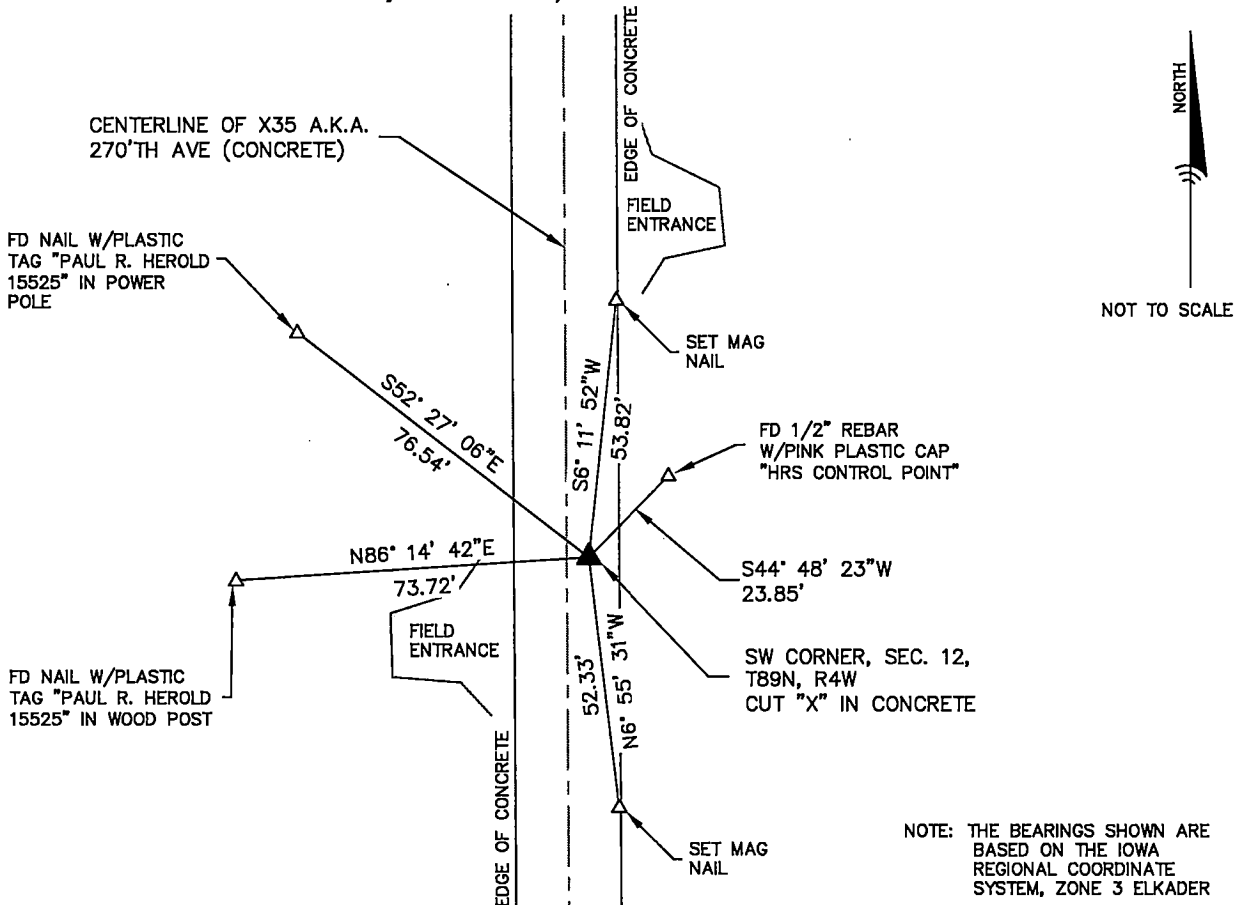 EDGE OF CONCRETE
NORTH
CENTERLINE OF X35 A.K.A.
270'TH AVE (CONCRETE)
FIELD
ENTRANCE
FD NAIL W/PLASTIC
TAG "PAUL R. HEROLD
15525" IN POWER
POLE
NOT TO SCALE
SET MAG
NAIL
S52° 27' 06"E
76.54'
S6° 11' 52"W
53.82'
FD 1/2" REBAR
W/PINK PLASTIC CAP
"HRS CONTROL POINT"
N86° 14' 42"E
73.72'
S44° 48' 23"W
23.85'
FIELD
ENTRANCE
52.33'
N6° 55' 31"W
SW CORNER, SEC. 12,
T89N, R4W
CUT "X" IN CONCRETE
FD NAIL W/PLASTIC
TAG "PAUL R. HEROLD
15525" IN WOOD POST
EDGE OF CONCRETE
SET MAG
NAIL
NOTE: THE BEARINGS SHOWN ARE
BASED ON THE IOWA
REGIONAL COORDINATE
SYSTEM, ZONE 3 ELKADER